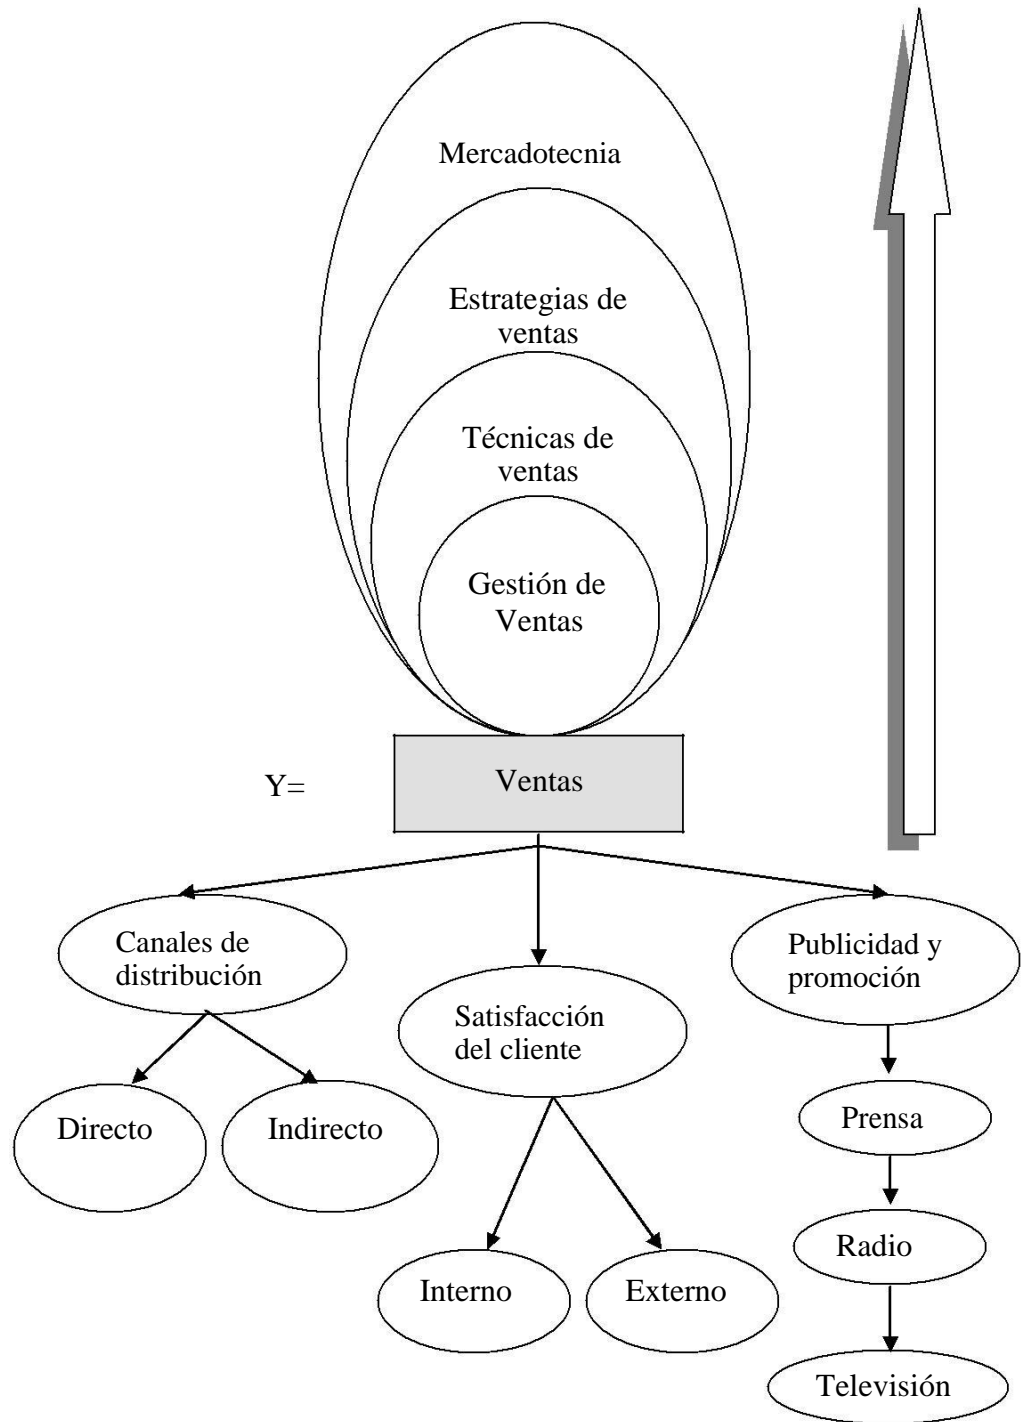 Mercadotecnia
Estrategias de
ventas
Técnicas de
ventas
Gestión de
Ventas
Y=
Ventas
Canales de
distribución
Publicidad y
promoción
Satisfacción
del cliente
Directo
Indirecto
Prensa
Radio
Interno
Externo
Televisión